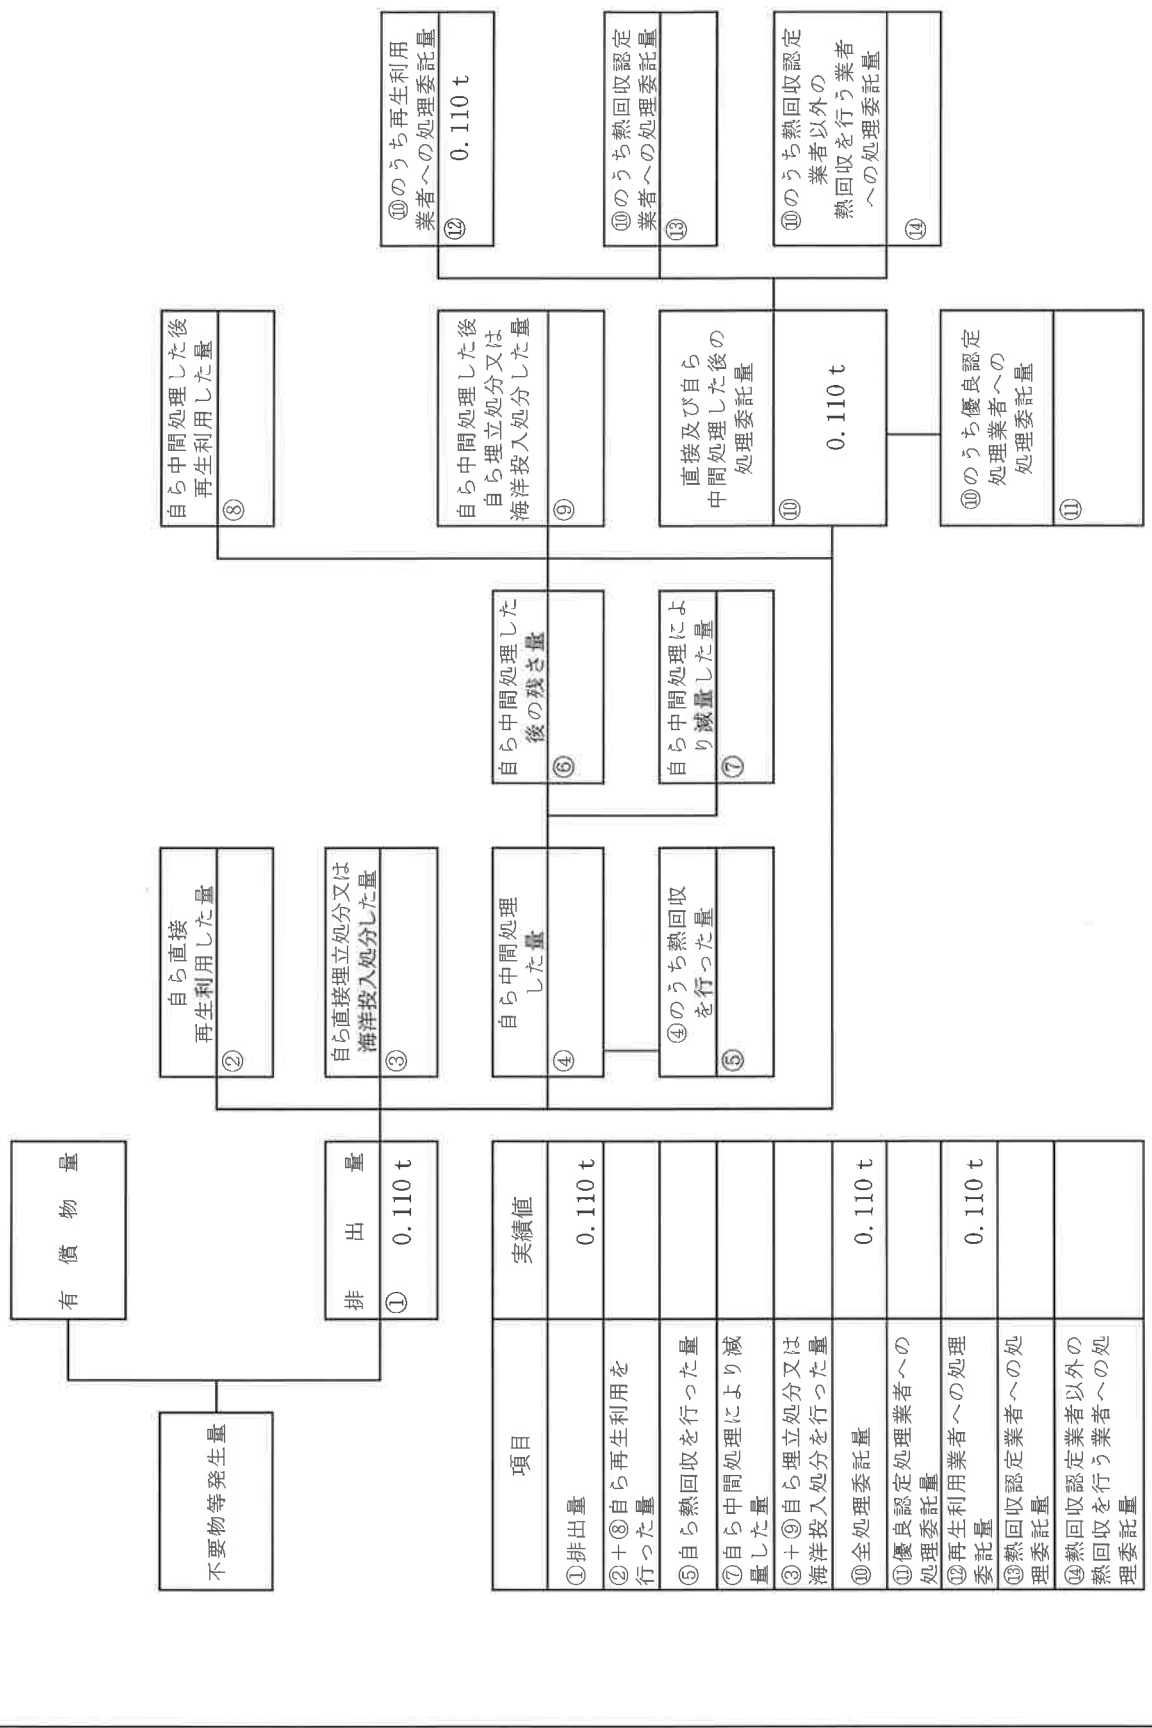 有償物量
不要物等発生量
排出量
① 0.110 t
自ら直接
再生利用した量
②
自ら直接埋立処分又は
海洋投入処分した量
③
自ら中間処理
した量
④
④のうち熱回収
を行った量
⑤
自ら中間処理した
後の残さ量
⑥
自ら中間処理によ
り減量した量
⑦
自ら中間処理した後
再生利用した量
⑧
自ら中間処理した後
自ら埋立処分又は
海洋投入処分した量
⑨
直接及び自ら
中間処理した後の
処理委託量
⑩ 0.110 t
⑩のうち優良認定
処理業者への
処理委託量
⑪
⑩のうち再生利用
業者への処理委託量
⑫ 0.110 t
⑩のうち熱回収認定
業者への処理委託量
⑬
⑩のうち熱回収認定
業者以外の
熱回収を行う業者
への処理委託量
⑭
項目 実績値
①排出量 0.110 t
②+⑧自ら再生利用を
行った量
⑤自ら熱回収を行った量
⑦自ら中間処理により減
量した量
③+⑨自ら埋立処分又は
海洋投入処分を行った量
⑩全処理委託量 0.110 t
⑪優良認定処理業者への
処理委託量
⑫再生利用業者への処理
委託量 0.110 t
⑬熱回収認定業者への処
理委託量
⑭熱回収認定業者以外の
熱回収を行う業者への処
理委託量